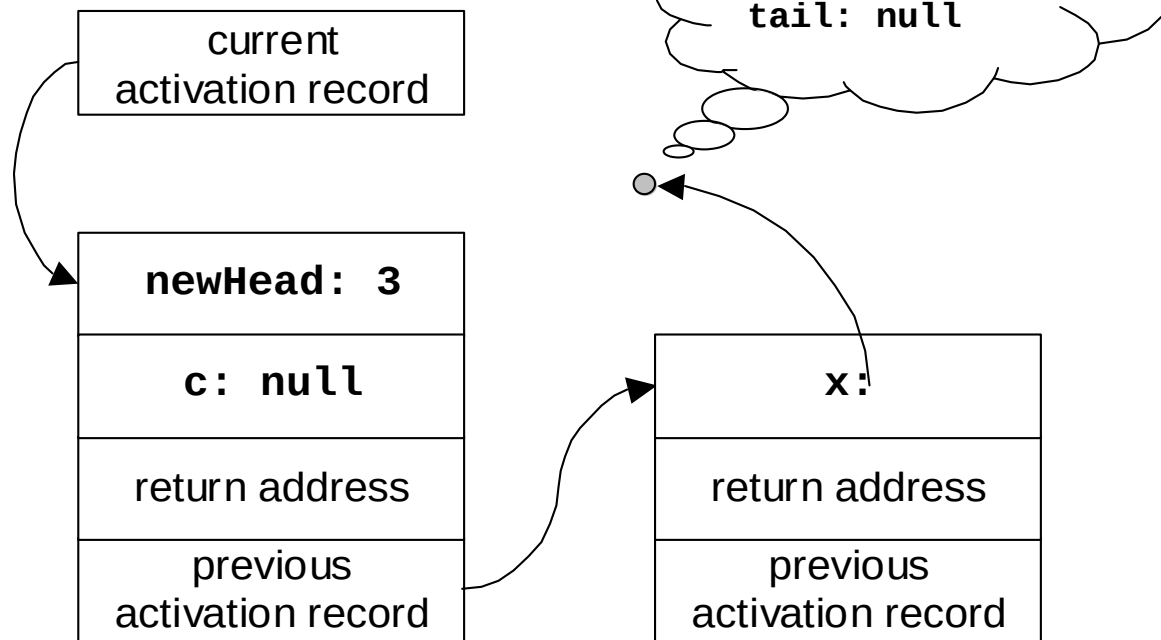 tail: null
current
activation record
newHead: 3
c: null
return address
previous
activation record
x:
return address
previous
activation record